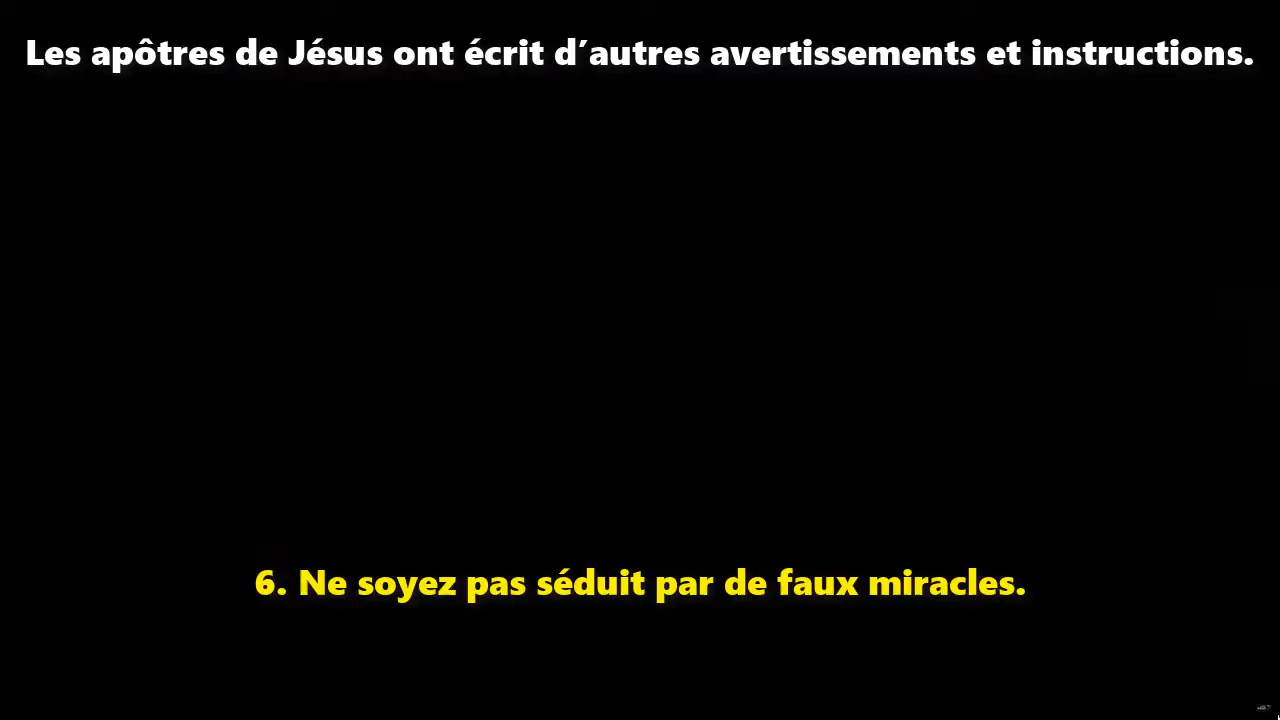 Les apôtres de Jésus ont écrit d’autres avertissements et instructions.
6. Ne soyez pas séduit par de faux miracles.